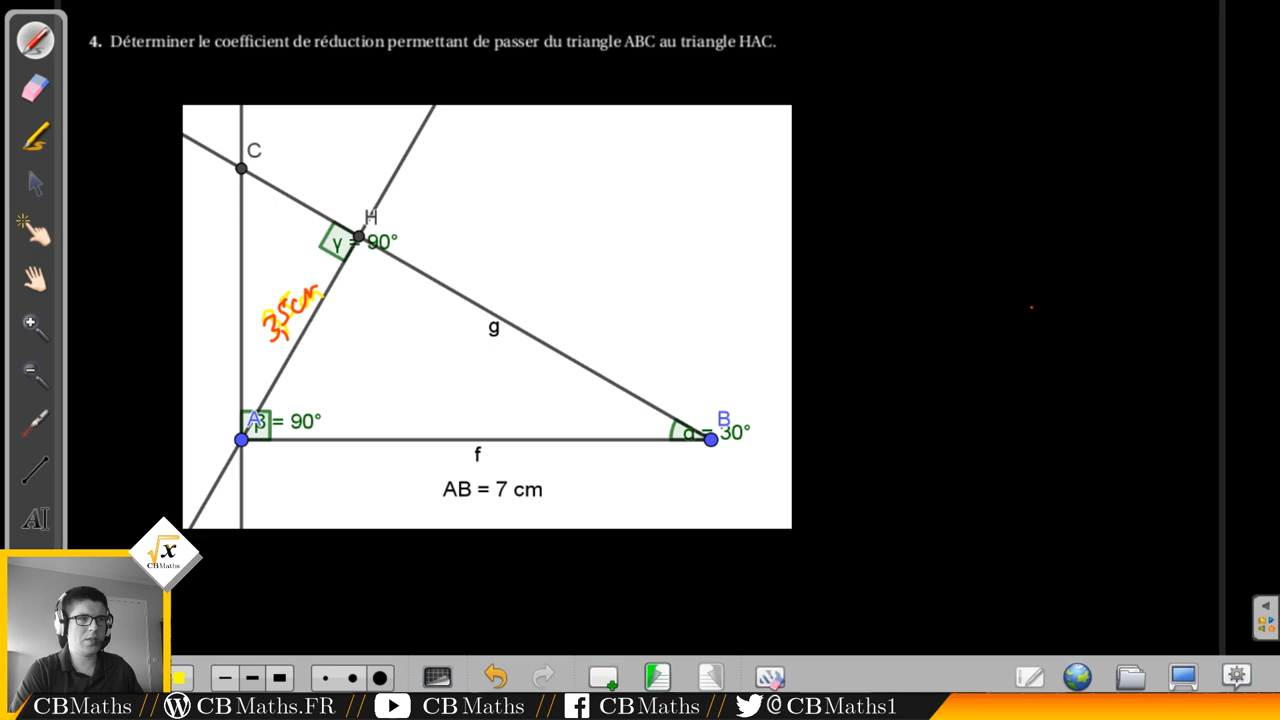 4. Déterminer le coefficient de réduction permettant de passer du triangle ABC au triangle HAC.
C
H
γ = 90°
3,5cm
g
A
β = 90°
B
α = 30°
f
AB = 7 cm
AI
√x
CBMaths
CBMaths // CBMaths.FR // CBMaths // CBMaths // @CBMaths1